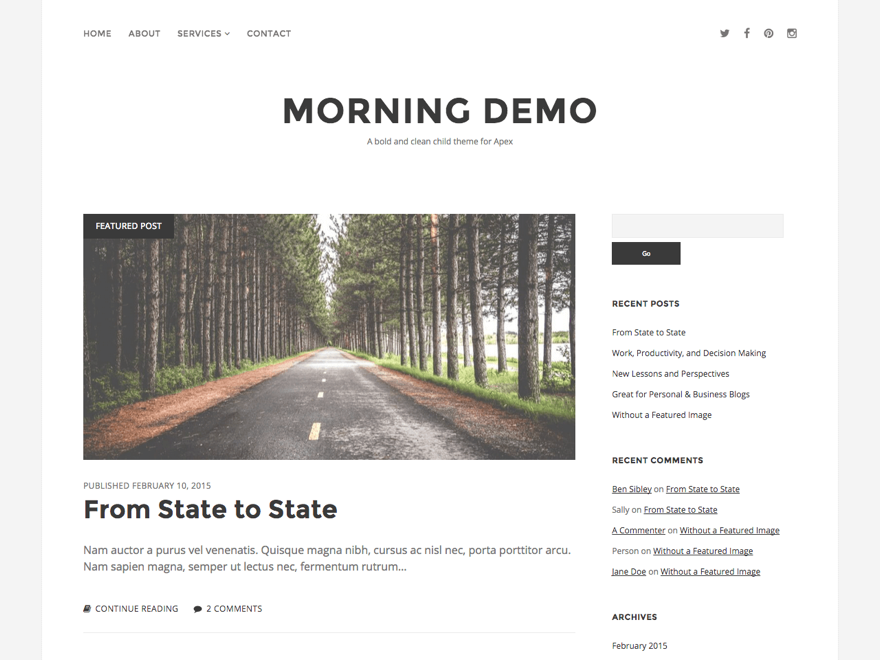 HOME ABOUT SERVICES CONTACT
MORNING DEMO
A bold and clean child theme for Apex
FEATURED POST
PUBLISHED FEBRUARY 10, 2015
From State to State
Nam auctor a purus vel venenatis. Quisque magna nibh, cursus ac nisl nec, porta porttitor arcu.
Nam sapien magna, semper ut lectus nec, fermentum rutrum...
CONTINUE READING 2 COMMENTS
Go
RECENT POSTS
From State to State
Work, Productivity, and Decision Making
New Lessons and Perspectives
Great for Personal & Business Blogs
Without a Featured Image
RECENT COMMENTS
Ben Sibley on From State to State
Sally on From State to State
A Commenter on Without a Featured Image
Person on Without a Featured Image
Jane Doe on Without a Featured Image
ARCHIVES
February 2015